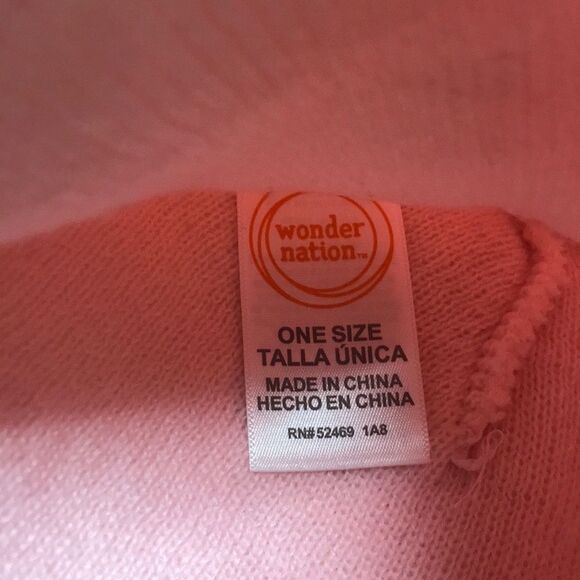 wonder
nation™
ONE SIZE
TALLA ÚNICA
MADE IN CHINA
HECHO EN CHINA
RN#52469 1A8